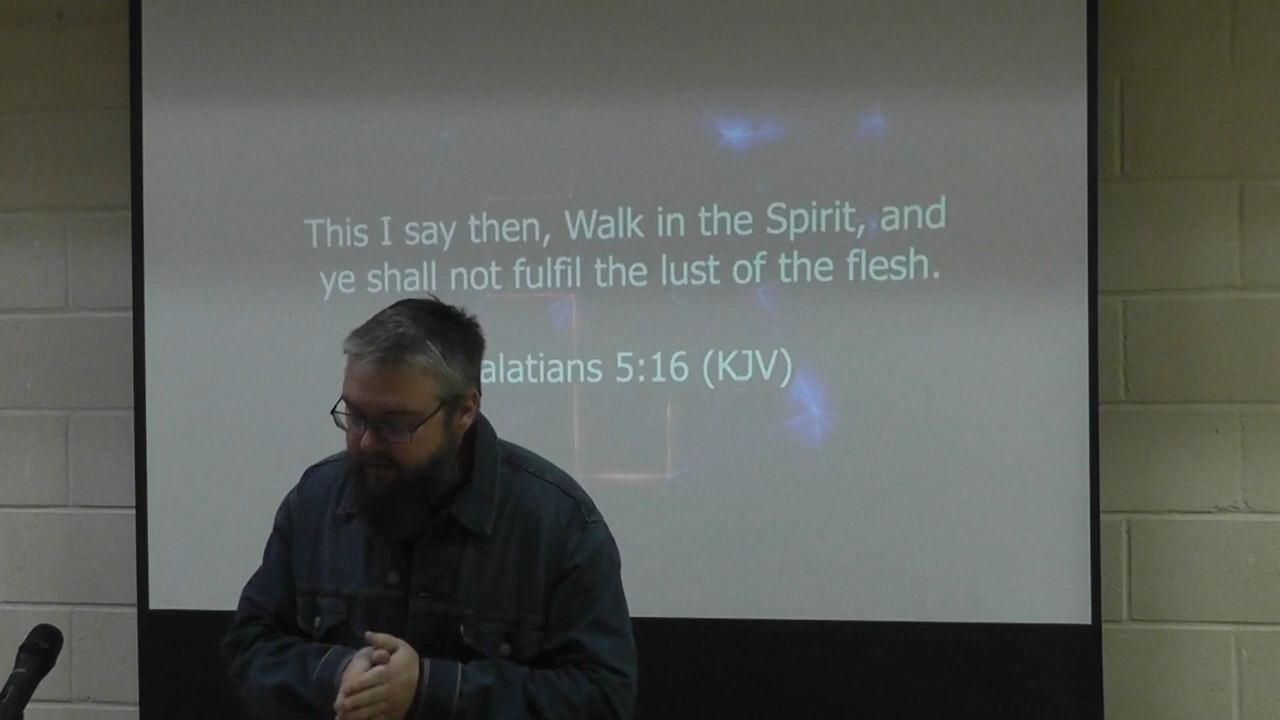 This I say then, Walk in the Spirit, and
ye shall not fulfil the lust of the flesh.
alatians 5:16 (KJV)